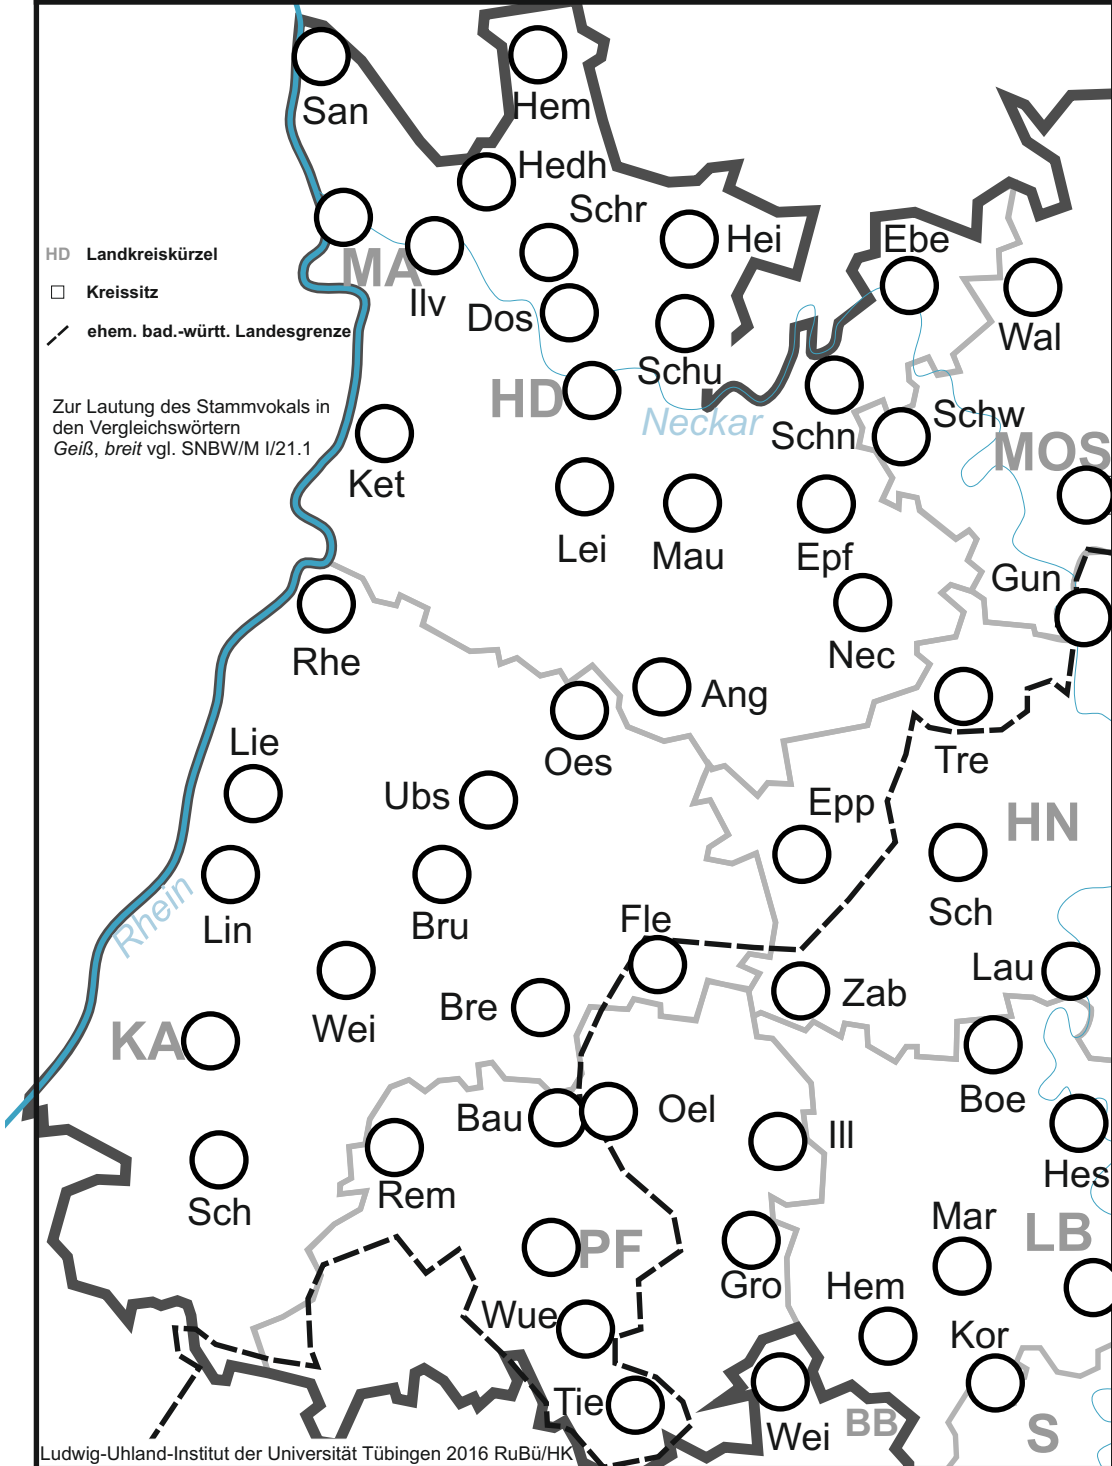 San
Hem
Hedh
Schr
Hei
Ebe
HD Landkreiskürzel
MA
Kreissitz
Ilv
Dos
ehem. bad.-württ. Landesgrenze
Wal
Schu
HD
Zur Lautung des Stammvokals in
den Vergleichswörtern
Geiß, breit vgl. SNBW/M I/21.1
Neckar
Schn
Schw
MOS
Ket
Lei
Mau
Epf
Gun
Rhe
Nec
Ang
Lie
Oes
Tre
Ubs
Epp
HN
Rhein
Lin
Bru
Fle
Sch
Lau
Wei
Bre
Zab
KA
Boe
Bau
Oel
Ill
Hes
Rem
Sch
Mar
LB
PF
Gro
Hem
Wue
Kor
Tie
Wei
BB
S
Ludwig-Uhland-Institut der Universität Tübingen 2016 RuBü/HK